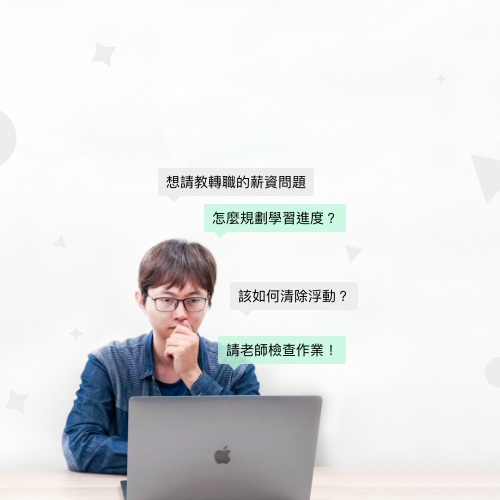 想請教轉職的薪資問題
怎麼規劃學習進度？
該如何清除浮動？
請老師檢查作業！